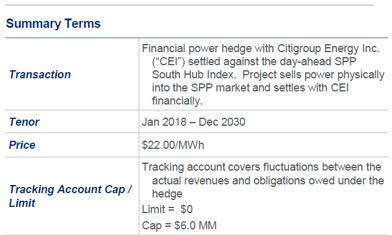 Summary Terms
Transaction
Financial power hedge with Citigroup Energy Inc.
("CEI") settled against the day-ahead SPP
South Hub Index. Project sells power physically
into the SPP market and settles with CEI
financially.
Tenor
Jan 2018 – Dec 2030
Price
$22.00/MWh
Tracking Account Cap /
Limit
Tracking account covers fluctuations between the
actual revenues and obligations owed under the
hedge
Limit = $0
Cap = $6.0 MM